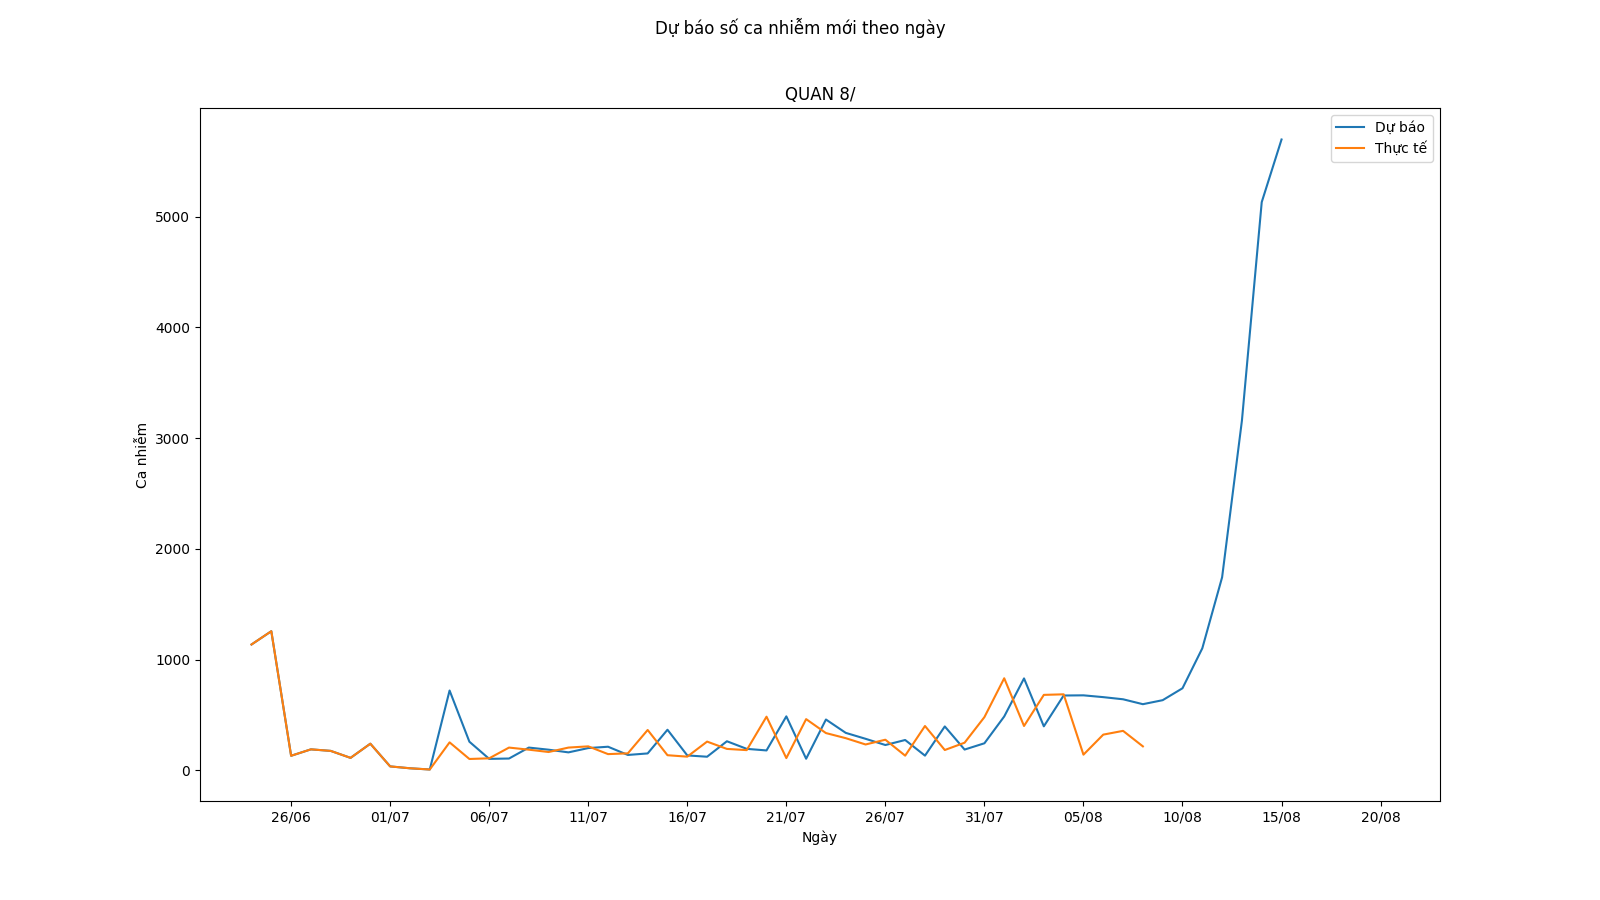 Dự báo số ca nhiễm mới theo ngày
QUAN 8/
Dự báo
Thực tế
5000
4000
3000
2000
1000
0
Ca nhiễm
26/06 01/07 06/07 11/07 16/07 21/07 26/07 31/07 05/08 10/08 15/08 20/08
Ngày